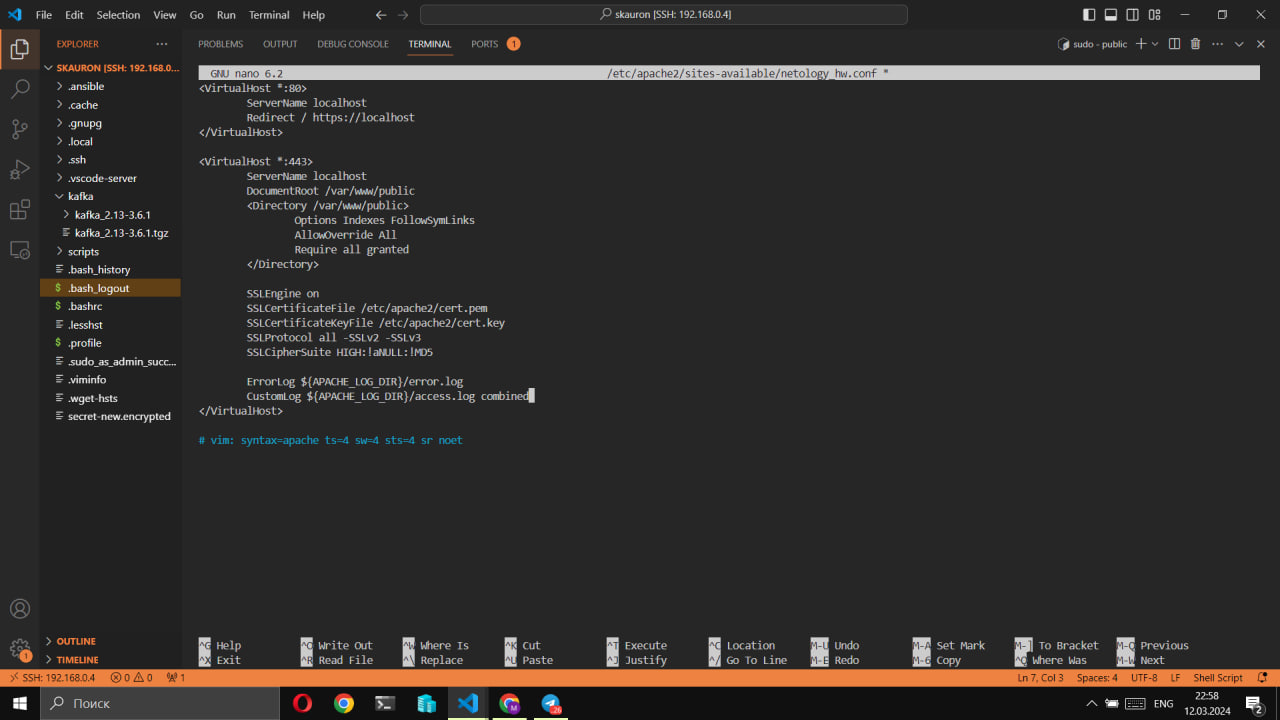 File Edit Selection View Go Run Terminal Help
skauron [SSH: 192.168.0.4]
EXPLORER
SKAURON [SSH: 192.168.0...
.ansible
.cache
.gnupg
.local
.ssh
.vscode-server
kafka
kafka_2.13-3.6.1
kafka_2.13-3.6.1.tgz
scripts
.bash_history
$ .bash_logout
$ .bashrc
.lesshst
$ .profile
.sudo_as_admin_succ...
.viminfo
.wget-hsts
secret-new.encrypted
OUTLINE
TIMELINE
PROBLEMS OUTPUT DEBUG CONSOLE TERMINAL PORTS 1
sudo - public
GNU nano 6.2 /etc/apache2/sites-available/netology_hw.conf *
<VirtualHost *:80>
ServerName localhost
Redirect / https://localhost
</VirtualHost>
<VirtualHost *:443>
ServerName localhost
DocumentRoot /var/www/public
<Directory /var/www/public>
Options Indexes FollowSymLinks
AllowOverride All
Require all granted
</Directory>
SSLEngine on
SSLCertificateFile /etc/apache2/cert.pem
SSLCertificateKeyFile /etc/apache2/cert.key
SSLProtocol all -SSLv2 -SSLv3
SSLCipherSuite HIGH:!aNULL:!MD5
ErrorLog ${APACHE_LOG_DIR}/error.log
CustomLog ${APACHE_LOG_DIR}/access.log combined
</VirtualHost>
# vim: syntax=apache ts=4 sw=4 sts=4 sr noet
^G Help ^O Write Out ^W Where Is ^K Cut ^T Execute ^C Location M-U Undo M-A Set Mark M-] To Bracket M-Q Previous
^X Exit ^R Read File ^\ Replace ^U Paste ^J Justify ^/ Go To Line M-E Redo M-6 Copy ^Q Where Was M-W Next
1
SSH: 192.168.0.4 0 0 1 Ln 7, Col 3 Spaces: 4 UTF-8 LF Shell Script
Поиск
M
26
ENG
22:58
12.03.2024
2